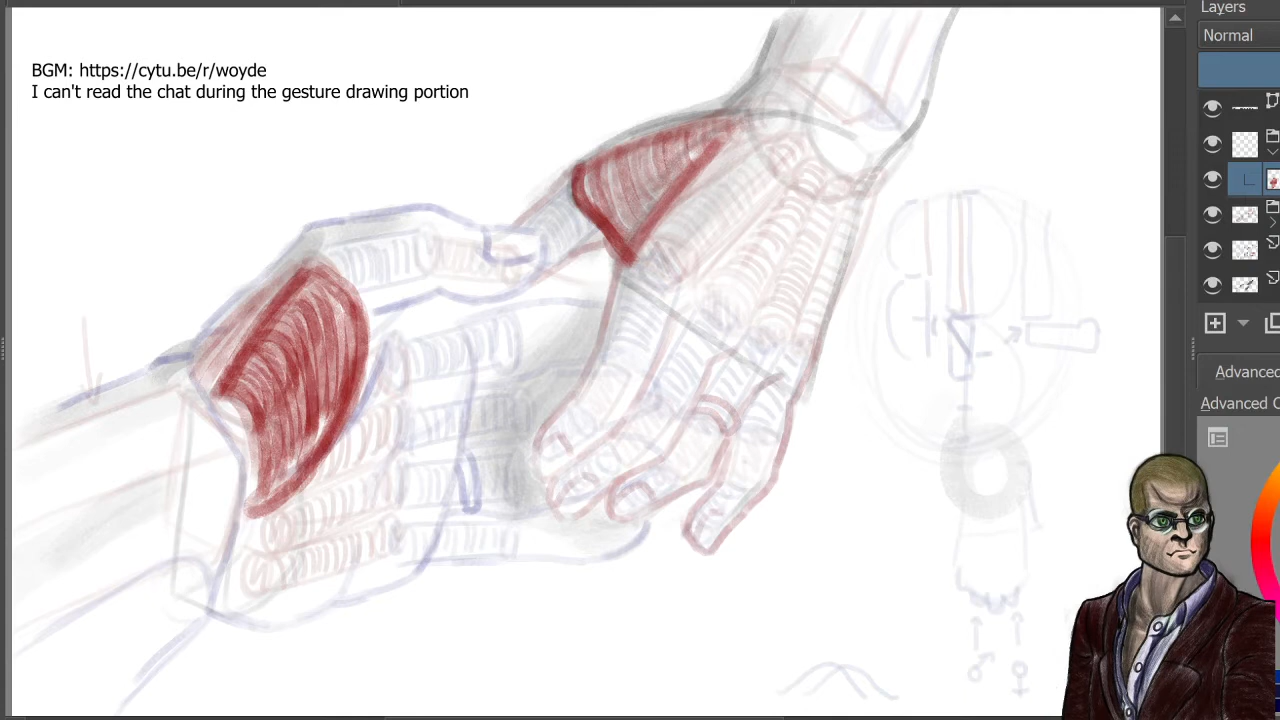 Layers
Normal
BGM: https://cytu.be/r/woyde
I can't read the chat during the gesture drawing portion
Advanced
Advanced C